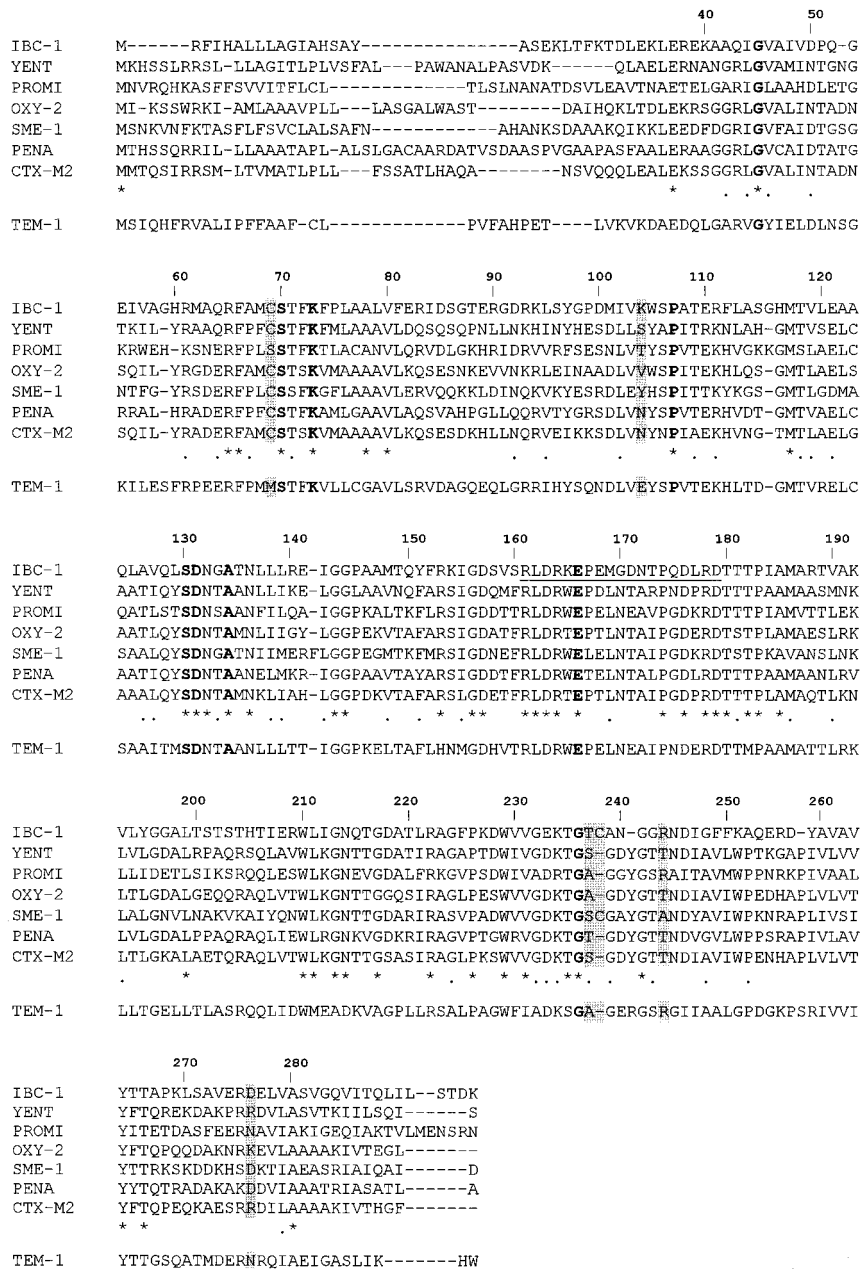 40 50
IBC-1 M------RFIHALLLAGIAHSAY-----------ASEKLTFKTDLEKLEREKAAQIGVAIVDPQ-G
YENT MKHSSLRRSL-LLAGITLPLVSFAL---PAWANALPASVDK-----QLAELERNANGRLGVAMINTGNG
PROMI MNVRQHKASFFSVVITFLCL----------TLSLNANATDSVLEAVTNAETELGARIGLAAHDLETG
OXY-2 MI-KSSWRKI-AMLAAAVPLL---LASGALWAST-----DAIHQKLTDLEKRSGGRLGVALINTADN
SME-1 MSNKVNFKTASFLFSVCLALSAFN-----------AHANKSDAAAKQIKKLEEDFDGRIGVFAIDTGSG
PENA MTHSSQRRIL-LLAAATAPL-ALSLGACAARDATVSDAASPVGAAPASFAALERAAGGRLGVCAIDTATG
CTX-M2 MMTQSIRRSM-LTVMATLPLL---FSSATLHAQA-----NSVQQQLEALEKSSGGRLGVALINTADN
* * . * . .
TEM-1 MSIQHFRVALIPFFAAF-CL-------------PVFAHPET----LVKVKDAEDQLGARVGYIELDLNSG
60 70 80 90 100 110 120
IBC-1 EIVAGHRMAQRFAMCSTFKFPLAALVFERIDSGTERGDRKLSYGPDMIVKWSPATERFLASGHMTVLEAA
YENT TKIL-YRAAQRFPFCSTFKFMLAAAVLDQSQSQPNLLNKHINYHESDLLSYAPITRKNLAH-GMTVSELC
PROMI KRWEH-KSNERFPLSSTFKTLACANVLQRVDLGKHRIDRVVRFSESNLVTYSPVTEKHVGKKGMSLAELC
OXY-2 SQIL-YRGDERFAMCSTSKVMAAAAVLKQSESNKEVVNKRLEINAADLVVWSPITEKHLQS-GMTLAELS
SME-1 NTFG-YRSDERFPLCSSFKGFLAAAVLERVQQKKLDINQKVKYESRDLEYHSPITTKYKGS-GMTLGDMA
PENA RRAL-HRADERFPFCSTFKAMLGAAVLAQSVAHPGLLQQRVTYGRSDLVNYSPVTERHVDT-GMTVAELC
CTX-M2 SQIL-YRADERFAMCSTSKVMAAAAVLKQSESDKHLLNQRVEIKKSDLVNYNPIAEKHVNG-TMTLAELG
. **. * * * * . . * . . * . .
TEM-1 KILESFRPEERFPMMSTFKVLLCGAVLSRVDAGQEQLGRRIHYSQNDLVEYSPVTEKHLTD-GMTVRELC
130 140 150 160 170 180 190
IBC-1 QLAVQLSDNGATNLLLRE-IGGPAAMTQYFRKIGDSVSRLDRKEPEMGDNTPQDLRDTTTPIAMARTVAK
YENT AATIQYSDNTAANLLIKE-LGGLAAVNQFARSIGDQMFRLDRWEPDLNTARPNDPRDTTTPAAMAASMNK
PROMI QATLSTSDNSAANFILQA-IGGPKALTKFLRSIGDDTTRLDRWEPELNEAVPGDKRDTTTPIAMVTTLEK
OXY-2 AATLQYSDNTAMNLIIGY-LGGPEKVTAFARSIGDATFRLDRTEPTLNTAIPGDERDTSTPLAMAESLRK
SME-1 SAALQYSDNGATNIIMERFLGGPEGMTKFMRSIGDNEFRLDRWELELNTAIPGDKRDTSTPKAVANSLNK
PENA AATIQYSDNTAANELMKR-IGGPAAVTAYARSIGDDTFRLDRWETELNTALPGDLRDTTTPAAMAANLRV
CTX-M2 AAALQYSDNTAMNKLIAH-LGGPDKVTAFARSLGDETFRLDRTEPTLNTAIPGDPRDTTTPLAMAQTLKN
.. *** * * . ** . * ** **** * * * *** ** * .
TEM-1 SAAITMSDNTAANLLLTT-IGGPKELTAFLHNMGDHVTRLDRWEPELNEAIPNDERDTTMPAAMATTLRK
200 210 220 230 240 250 260
IBC-1 VLYGGALTSTSTHTIERWLIGNQTGDATLRAGFPKDWVVGEKTGTCAN-GGRNDIGFFKAQERD-YAVAV
YENT LVLGDALRPAQRSQLAVWLKGNTTGDATIRAGAPTDWIVGDKTGS-GDYGTTNDIAVLWPTKGAPIVLVV
PROMI LLIDETLSIKSRQQLESWLKGNEVGDALFRKGVPSDWIVADRTGA-GGYGSRAITAVMWPPNRKPIVAAL
OXY-2 LTLGDALGEQQRAQLVTWLKGNTTGGQSIRAGLPESWVVGDKTGA-GDYGTTNDIAVIWPEDHAPLVLVT
SME-1 LALGNVLNAKVKAIYQNWLKGNTTGDARIRASVPADWVVGDKTGSCGAYGTANDYAVIWPKNRAPLIVSI
PENA LVLGDALPPAQRAQLIEWLRGNKVGDKRIRAGVPTGWRVGDKTGT-GDYGTTNDVGVLWPPSRAPIVLAV
CTX-M2 LTLGKALAETQRAQLVTWLKGNTTGSASIRAGLPKSWVVGDKTGS-GDYGTTNDIAVIWPENHAPLVLVT
. * ** ** * * . * * *...** * . . .
TEM-1 LLTGELLTLASRQQLIDWMEADKVAGPLLRSALPAGWFIADKSGA-GERGSRGIIAALGPDGKPSRIVVI
270 280
IBC-1 YTTAPKLSAVERDELVASVGQVITQLIL--STDK
YENT YFTQREKDAKPRRDVLASVTKIILSQI------S
PROMI YITETDASFEERNAVIAKIGEQIAKTVLMENSRN
OXY-2 YFTQPQQDAKNRKEVLAAAAKIVTEGL-------
SME-1 YTTRKSKDDKHSDKTIAEASRIAIQAI------D
PENA YYTQTRADAKAKDDVIAAATRIASATL------A
CTX-M2 YFTQPEQKAESRRDILAAAAKIVTHGF-------
* * .*
TEM-1 YTTGSQATMDERNRQIAEIGASLIK-------HW